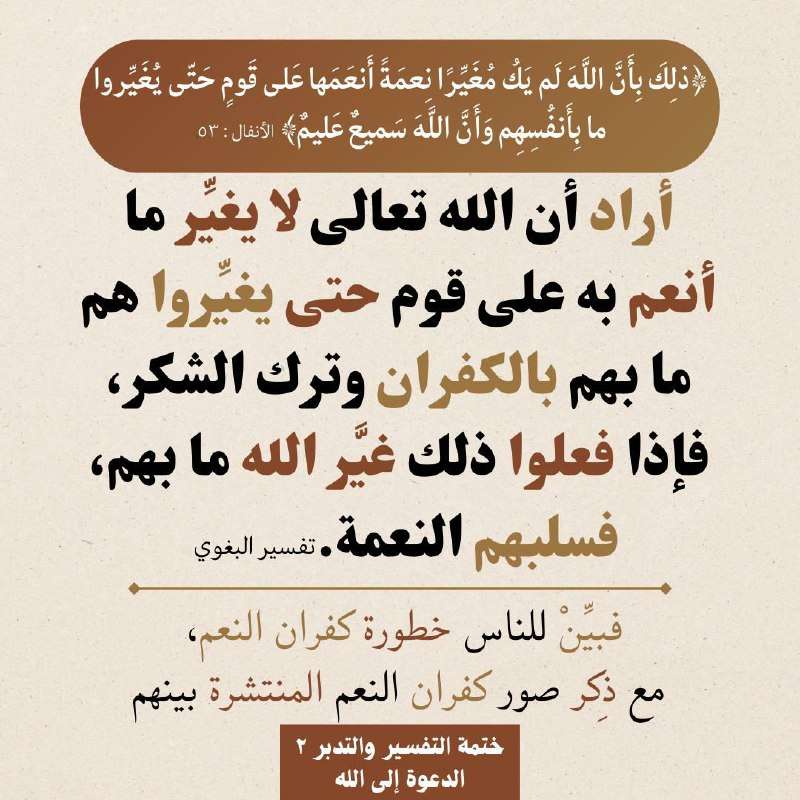 ﴿ذلِكَ بِأَنَّ اللَّهَ لَم يَكُ مُغَيِّرًا نِعمَةً أَنعَمَها عَلى قَومٍ حَتّى يُغَيِّروا
ما بِأَنفُسِهِم وَأَنَّ اللَّهَ سَميعٌ عَليمٌ﴾ الأنفال: ٥٣
أراد أن الله تعالى لا يغيِّر ما
أنعم به على قوم حتى يغيِّروا هم
ما بهم بالكفران وترك الشكر،
فإذا فعلوا ذلك غيَّر الله ما بهم،
فسلبهم النعمة. تفسير البغوي
فبيِّنْ للناس خطورة كفران النعم،
مع ذِكر صور كفران النعم المنتشرة بينهم
ختمة التفسير والتدبر ٢
الدعوة إلى الله